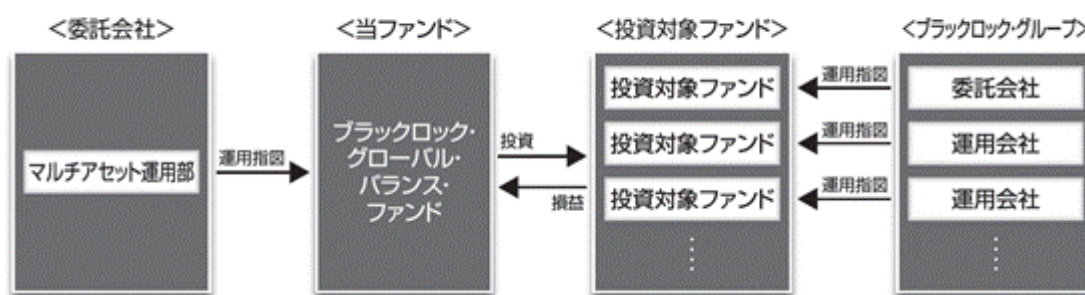 <委託会社>
マルチアセット運用部
運用指図
<当ファンド>
ブラックロック・
グローバル・
バランス・
ファンド
投資
損益
<投資対象ファンド>
投資対象ファンド
投資対象ファンド
投資対象ファンド
⋮
運用指図
運用指図
運用指図
<ブラックロック・グループ>
委託会社
運用会社
運用会社
⋮